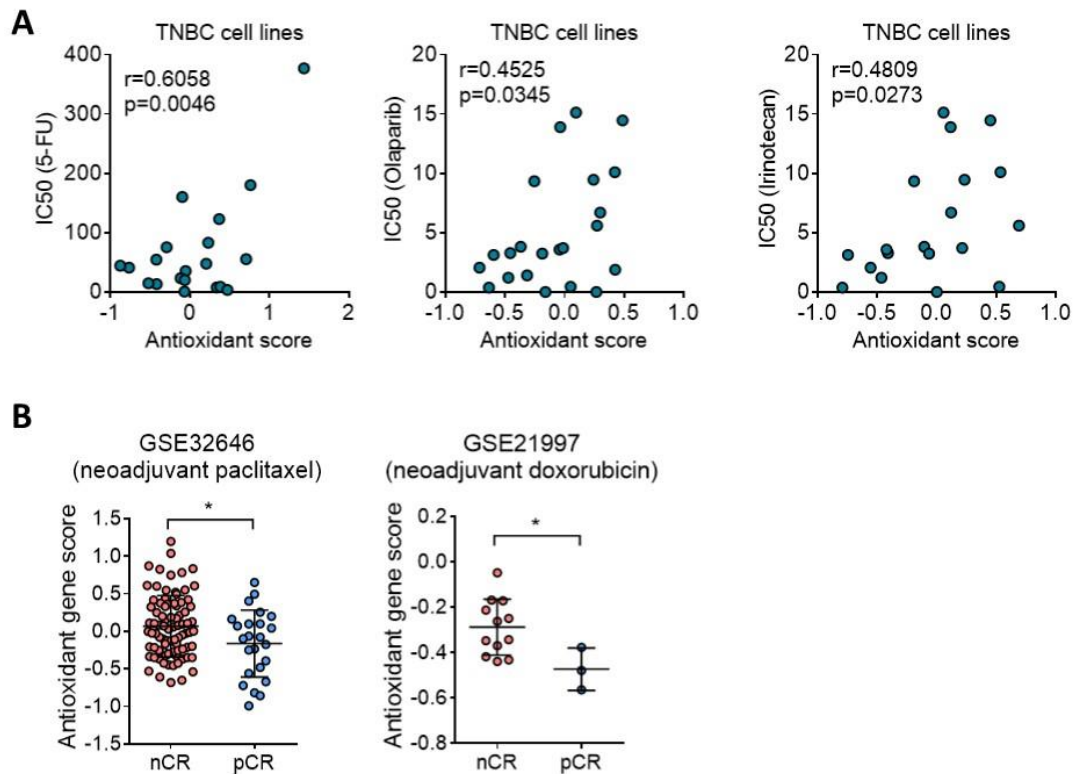 A
TNBC cell lines
r=0.6058
p=0.0046
IC50 (5-FU)
400
300
200
100
0
-1
0
1
2
Antioxidant score
TNBC cell lines
r=0.4525
p=0.0345
IC50 (Olaparib)
20
15
10
5
0
-1.0
-0.5
0.0
0.5
1.0
Antioxidant score
TNBC cell lines
r=0.4809
p=0.0273
IC50 (Irinotecan)
20
15
10
5
0
-1.0
-0.5
0.0
0.5
1.0
Antioxidant score
B
GSE32646
(neoadjuvant paclitaxel)
*
Antioxidant gene score
1.5
1.0
0.5
0.0
-0.5
-1.0
-1.5
nCR
pCR
GSE21997
(neoadjuvant doxorubicin)
*
Antioxidant gene score
0.2
0.0
-0.2
-0.4
-0.6
-0.8
nCR
pCR